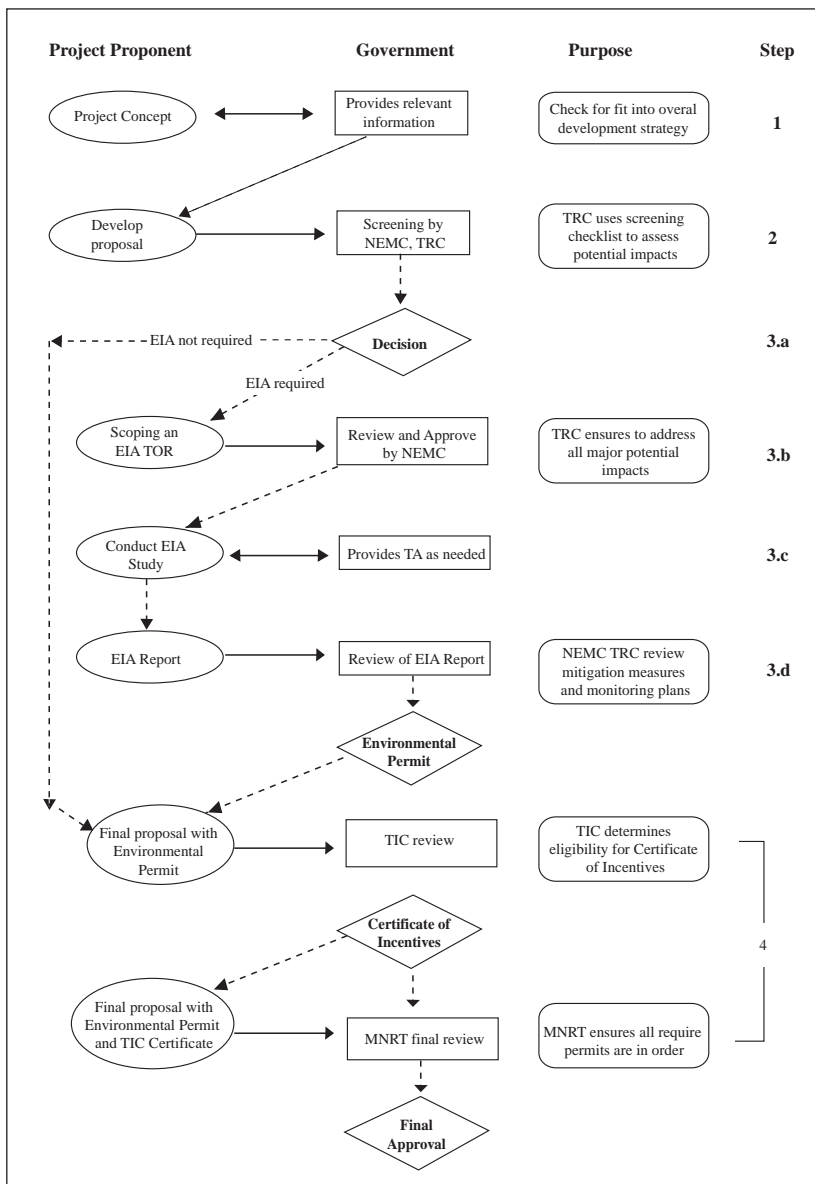 Project Proponent Government Purpose Step
Project Concept
Provides relevant
information
Check for fit into overal
development strategy
1
Develop
proposal
Screening by
NEMC, TRC
TRC uses screening
checklist to assess
potential impacts
2
EIA not required
Decision
3.a
EIA required
Scoping an
EIA TOR
Review and Approve
by NEMC
TRC ensures to address
all major potential
impacts
3.b
Conduct EIA
Study
Provides TA as needed
3.c
EIA Report
Review of EIA Report
NEMC TRC review
mitigation measures
and monitoring plans
3.d
Environmental
Permit
Final proposal with
Environmental
Permit
TIC review
TIC determines
eligibility for Certificate
of Incentives
Certificate of
Incentives
4
Final proposal with
Environmental Permit
and TIC Certificate
MNRT final review
MNRT ensures all require
permits are in order
Final
Approval